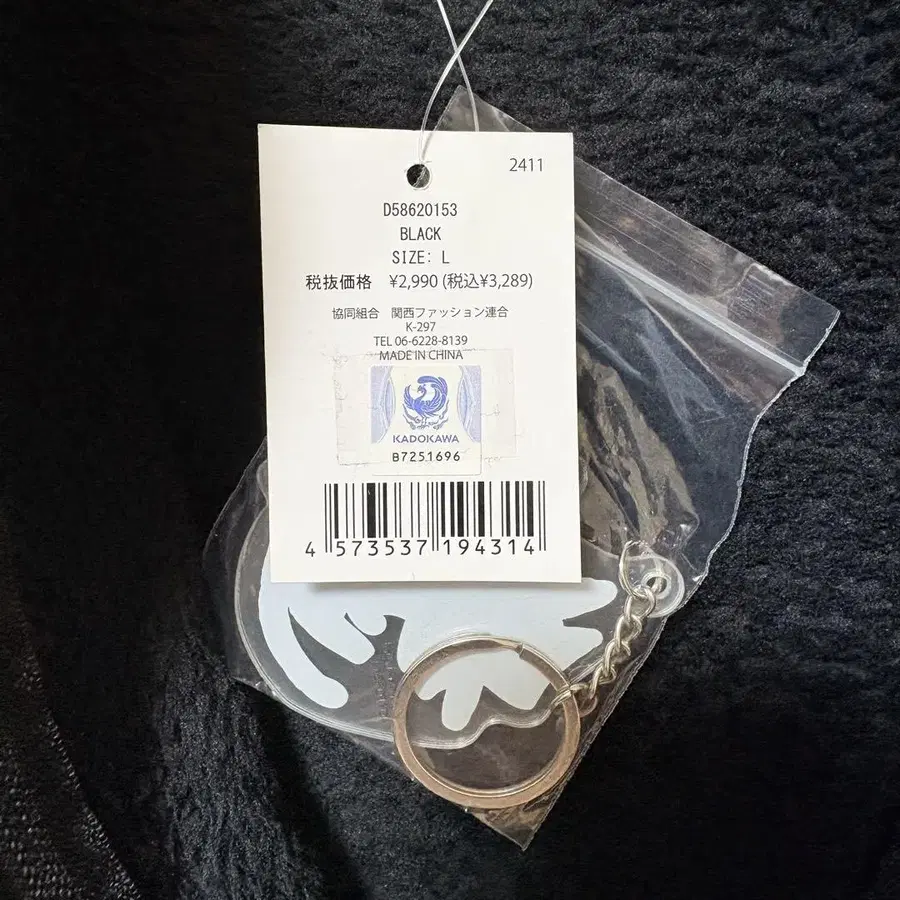 2411
D58620153
BLACK
SIZE: L
税抜価格 ¥2,990 (税込¥3,289)
協同組合 関西ファッション連合
K-297
TEL 06-6228-8139
MADE IN CHINA
KADOKAWA
B7251696
4 573537 194314